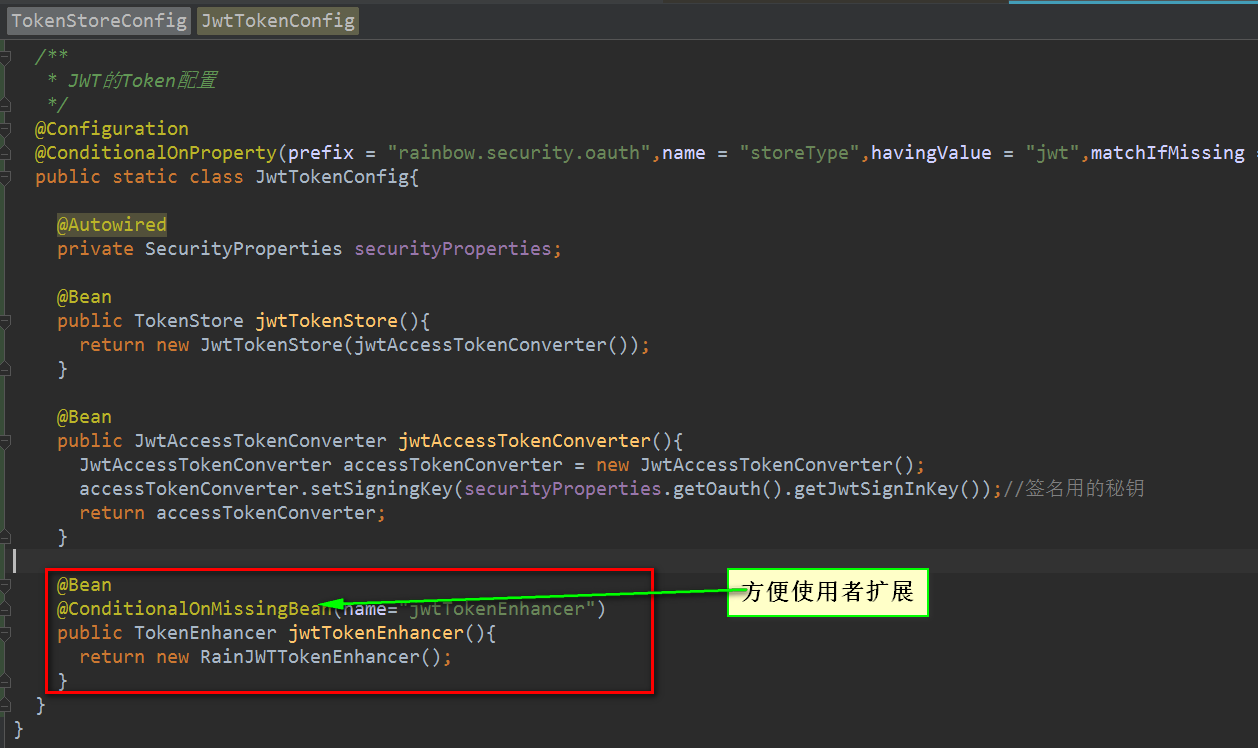 TokenStoreConfig JwtTokenConfig
/**
* JWT的Token配置
*/
@Configuration
@ConditionalOnProperty(prefix = "rainbow.security.oauth",name = "storeType",havingValue = "jwt",matchIfMissing =
public static class JwtTokenConfig{
@Autowired
private SecurityProperties securityProperties;
@Bean
public TokenStore jwtTokenStore(){
return new JwtTokenStore(jwtAccessTokenConverter());
}
@Bean
public JwtAccessTokenConverter jwtAccessTokenConverter(){
JwtAccessTokenConverter accessTokenConverter = new JwtAccessTokenConverter();
accessTokenConverter.setSigningKey(securityProperties.getOauth().getJwtSignInKey());//签名用的秘钥
return accessTokenConverter;
}
@Bean
@ConditionalOnMissingBean(name="jwtTokenEnhancer")
方便使用者扩展
public TokenEnhancer jwtTokenEnhancer(){
return new RainJWTTokenEnhancer();
}
}
}